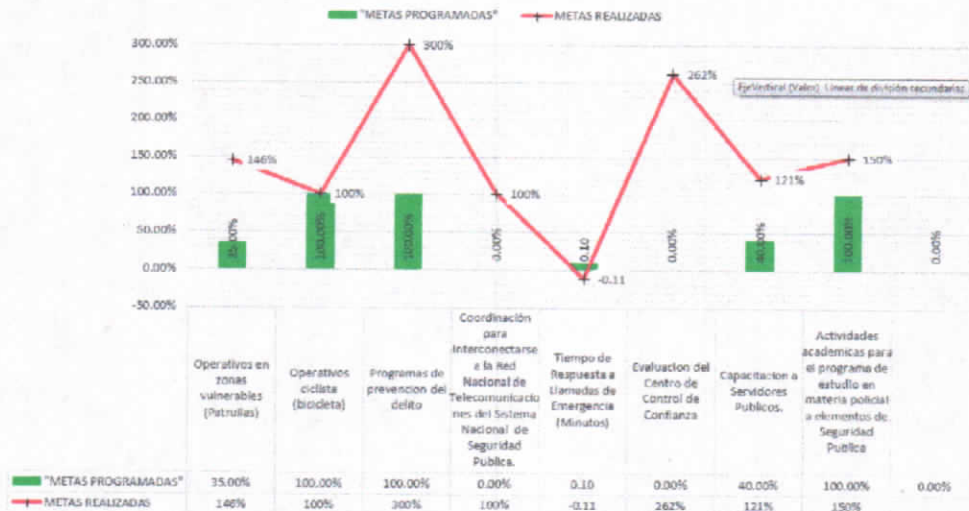 "METAS PROGRAMADAS" METAS REALIZADAS
300.00%
250.00%
200.00%
150.00%
100.00%
50.00%
0.00%
-50.00%
146%
100%
300%
100%
-0.11
262%
121%
150%
35.00%
100.00%
100.00%
0.00%
0.10
0.00%
40.00%
100.00%
0.00%
Eje Vertical (Valor) Líneas de división secundarias
Operativos en
zonas
vulnerables
(Patrullas)
Operativos
ciclista
(bicicleta)
Programas de
prevencion del
delito
Coordinación
para
interconectarse
a la Red
Nacional de
Telecomunicacio
nes del Sistema
Nacional de
Seguridad
Publica.
Tiempo de
Respuesta a
Llamadas de
Emergencia
(Minutos)
Evaluacion del
Centro de
Control de
Confianza
Capacitacion a
Servidores
Publicos.
Actividades
academicas para
el programa de
estudio en
materia policial
a elementos de
Seguridad
Publica
"METAS PROGRAMADAS" 35.00% 100.00% 100.00% 0.00% 0.10 0.00% 40.00% 100.00% 0.00%
METAS REALIZADAS 146% 100% 300% 100% -0.11 262% 121% 150%